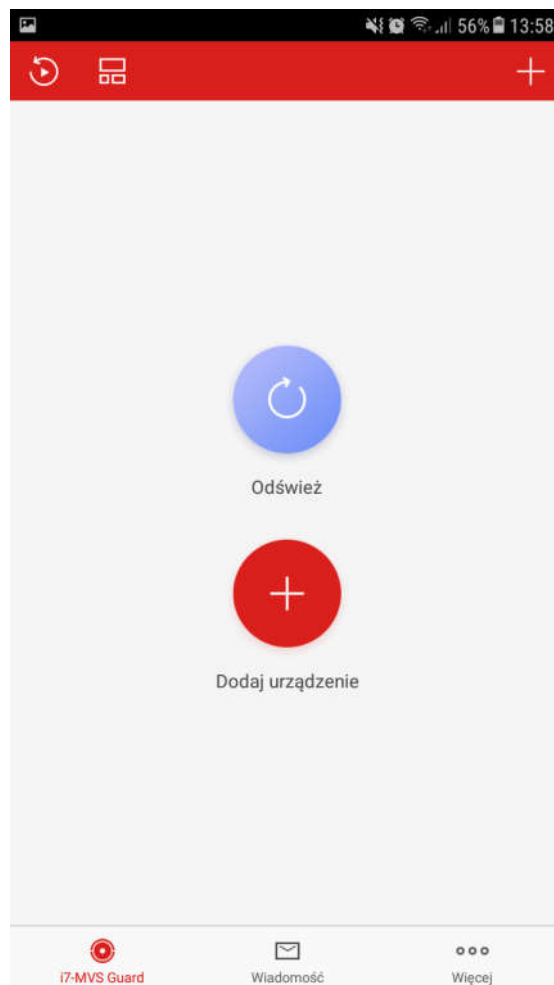 56% 13:58
Odśwież
Dodaj urządzenie
i7-MVS Guard
Wiadomość
Więcej